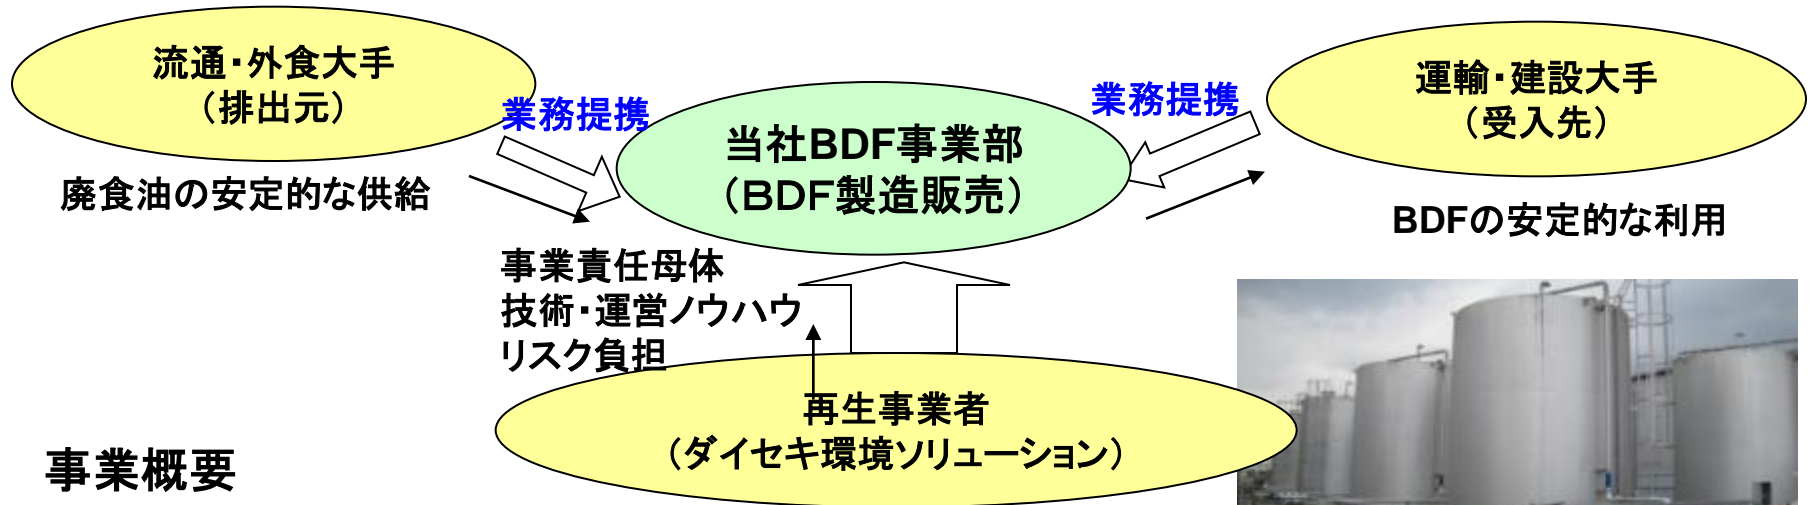 流通・外食大手
（排出元）
業務提携
廃食油の安定的な供給
当社BDF事業部
（ＢＤＦ製造販売）
業務提携
運輸・建設大手
（受入先）
BDFの安定的な利用
事業責任母体
技術・運営ノウハウ
リスク負担
再生事業者
（ダイセキ環境ソリューション）
事業概要